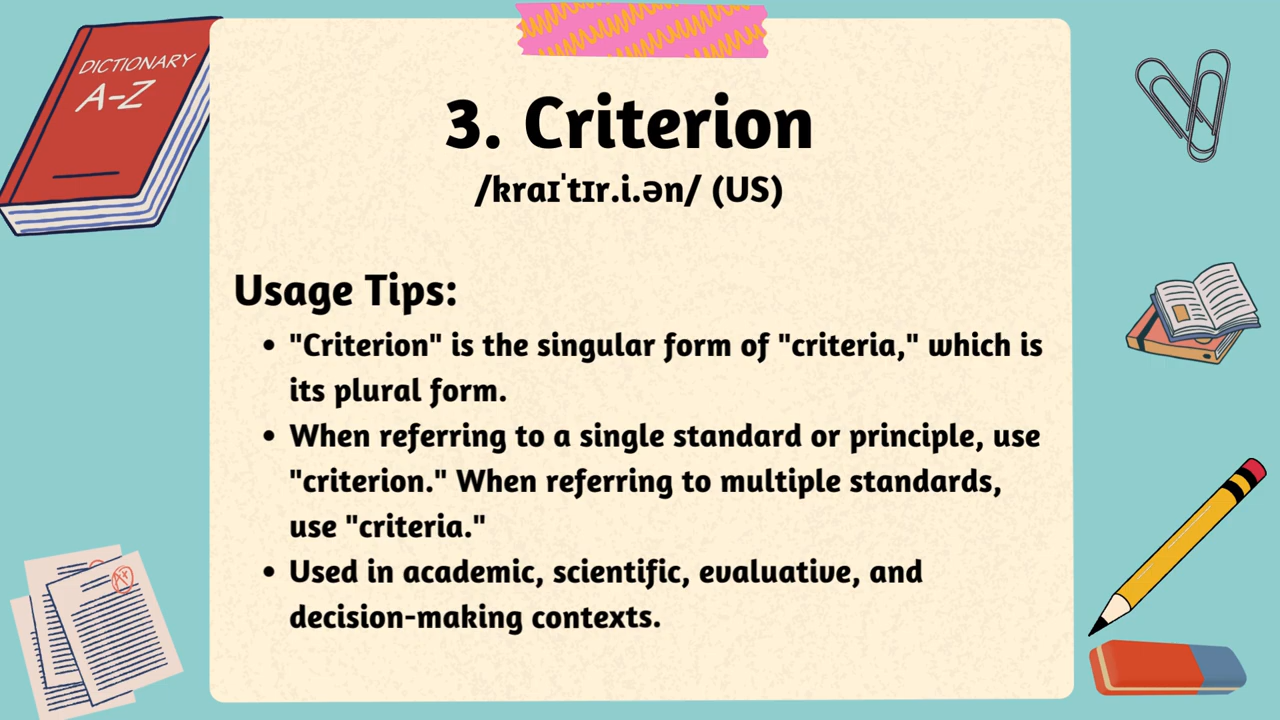 DICTIONARY
A-Z
3. Criterion
/kraɪˈtɪr.i.ən/ (US)
Usage Tips:
• "Criterion" is the singular form of "criteria," which is
its plural form.
• When referring to a single standard or principle, use
"criterion." When referring to multiple standards,
use "criteria."
• Used in academic, scientific, evaluative, and
decision-making contexts.
A+